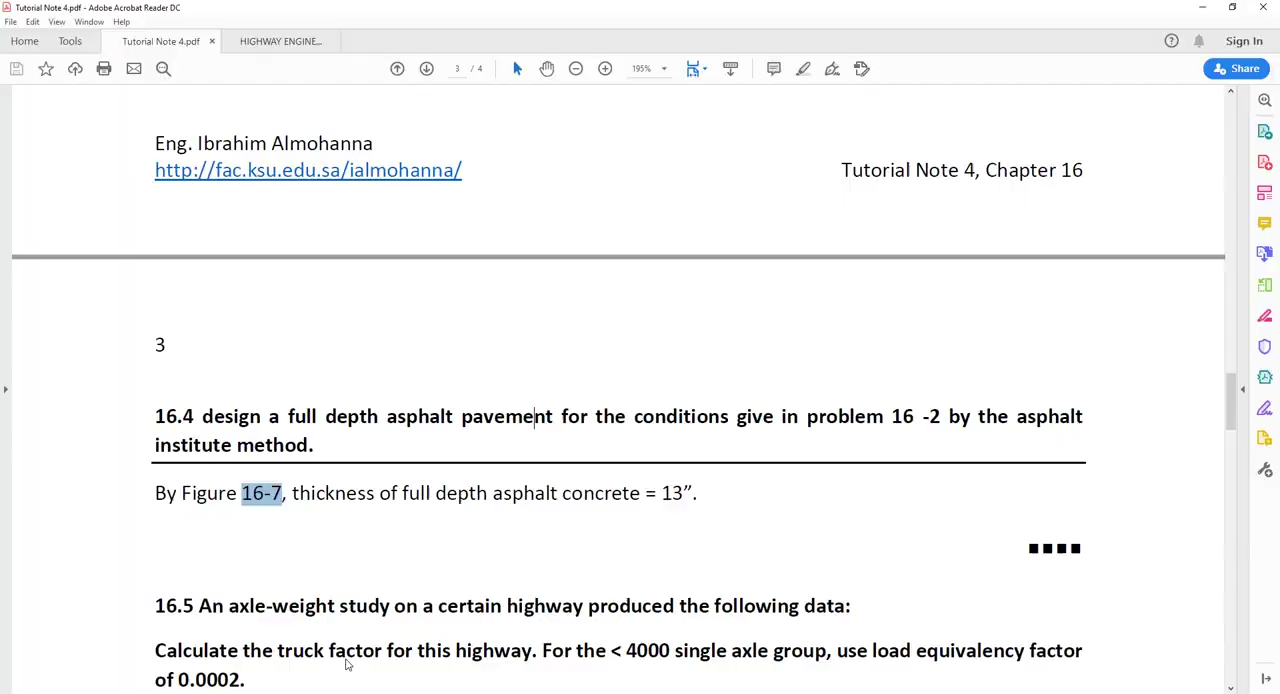 Tutorial Note 4.pdf - Adobe Acrobat Reader DC
File Edit View Window Help
Home Tools Tutorial Note 4.pdf × HIGHWAY ENGINE... Sign In
3 / 4 195% Share
Eng. Ibrahim Almohanna
http://fac.ksu.edu.sa/ialmohanna/ Tutorial Note 4, Chapter 16
3
16.4 design a full depth asphalt pavement for the conditions give in problem 16 -2 by the asphalt
institute method.
By Figure 16-7, thickness of full depth asphalt concrete = 13”.
16.5 An axle-weight study on a certain highway produced the following data:
Calculate the truck factor for this highway. For the < 4000 single axle group, use load equivalency factor
of 0.0002.